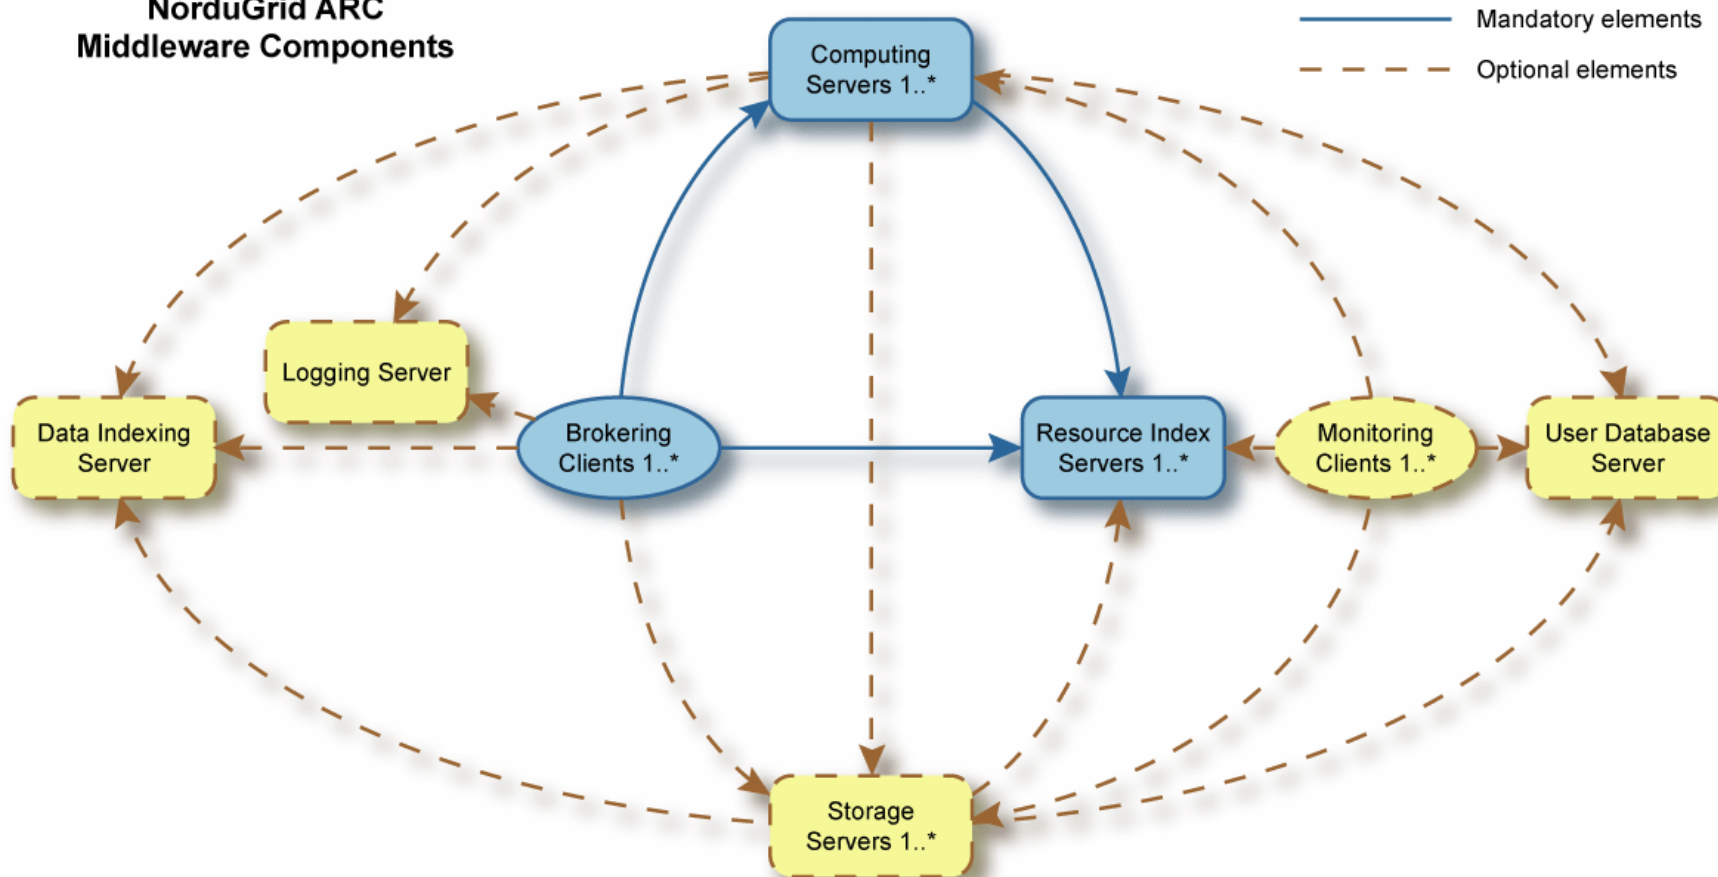 NorduGrid ARC
Middleware Components
Mandatory elements
Optional elements
Computing
Servers 1..*
Logging Server
Data Indexing
Server
Brokering
Clients 1..*
Resource Index
Servers 1..*
Monitoring
Clients 1..*
User Database
Server
Storage
Servers 1..*